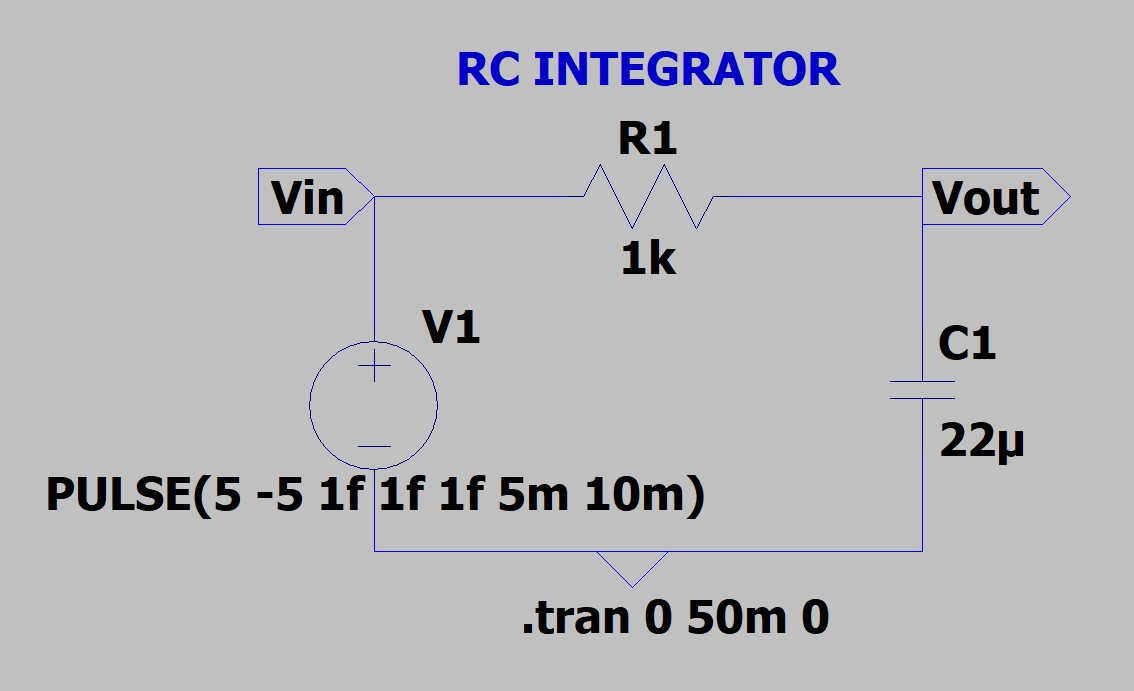 RC INTEGRATOR
R1
Vin
Vout
1k
V1
C1
22µ
PULSE(5 -5 1f 1f 1f 5m 10m)
.tran 0 50m 0